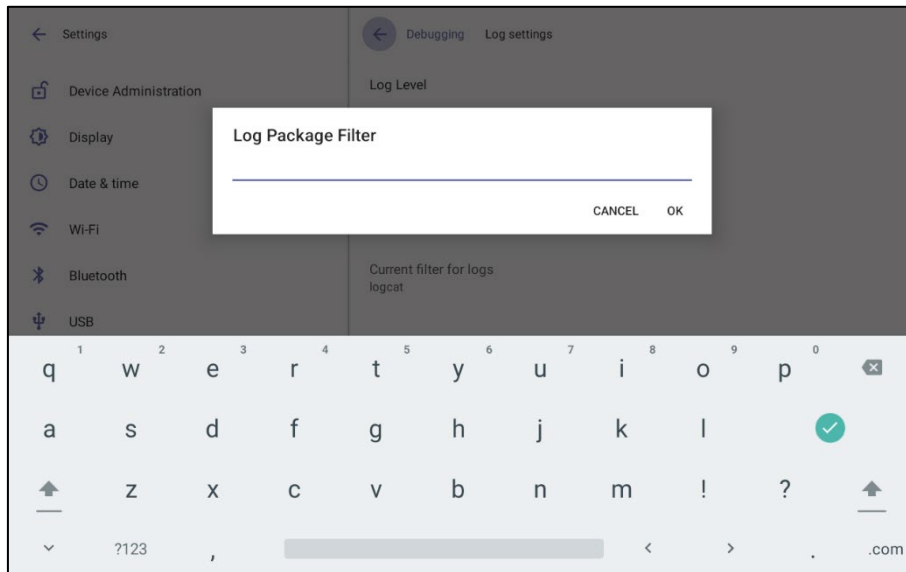 Settings
Debugging Log settings
Device Administration
Log Level
Log Package Filter
Display
Date & time
CANCEL OK
Wi-Fi
Bluetooth
Current filter for logs
logcat
USB
1 2 3 4 5 6 7 8 9 0
q w e r t y u i o p
a s d f g h j k l
z x c v b n m ! ?
?123 , < > . .com